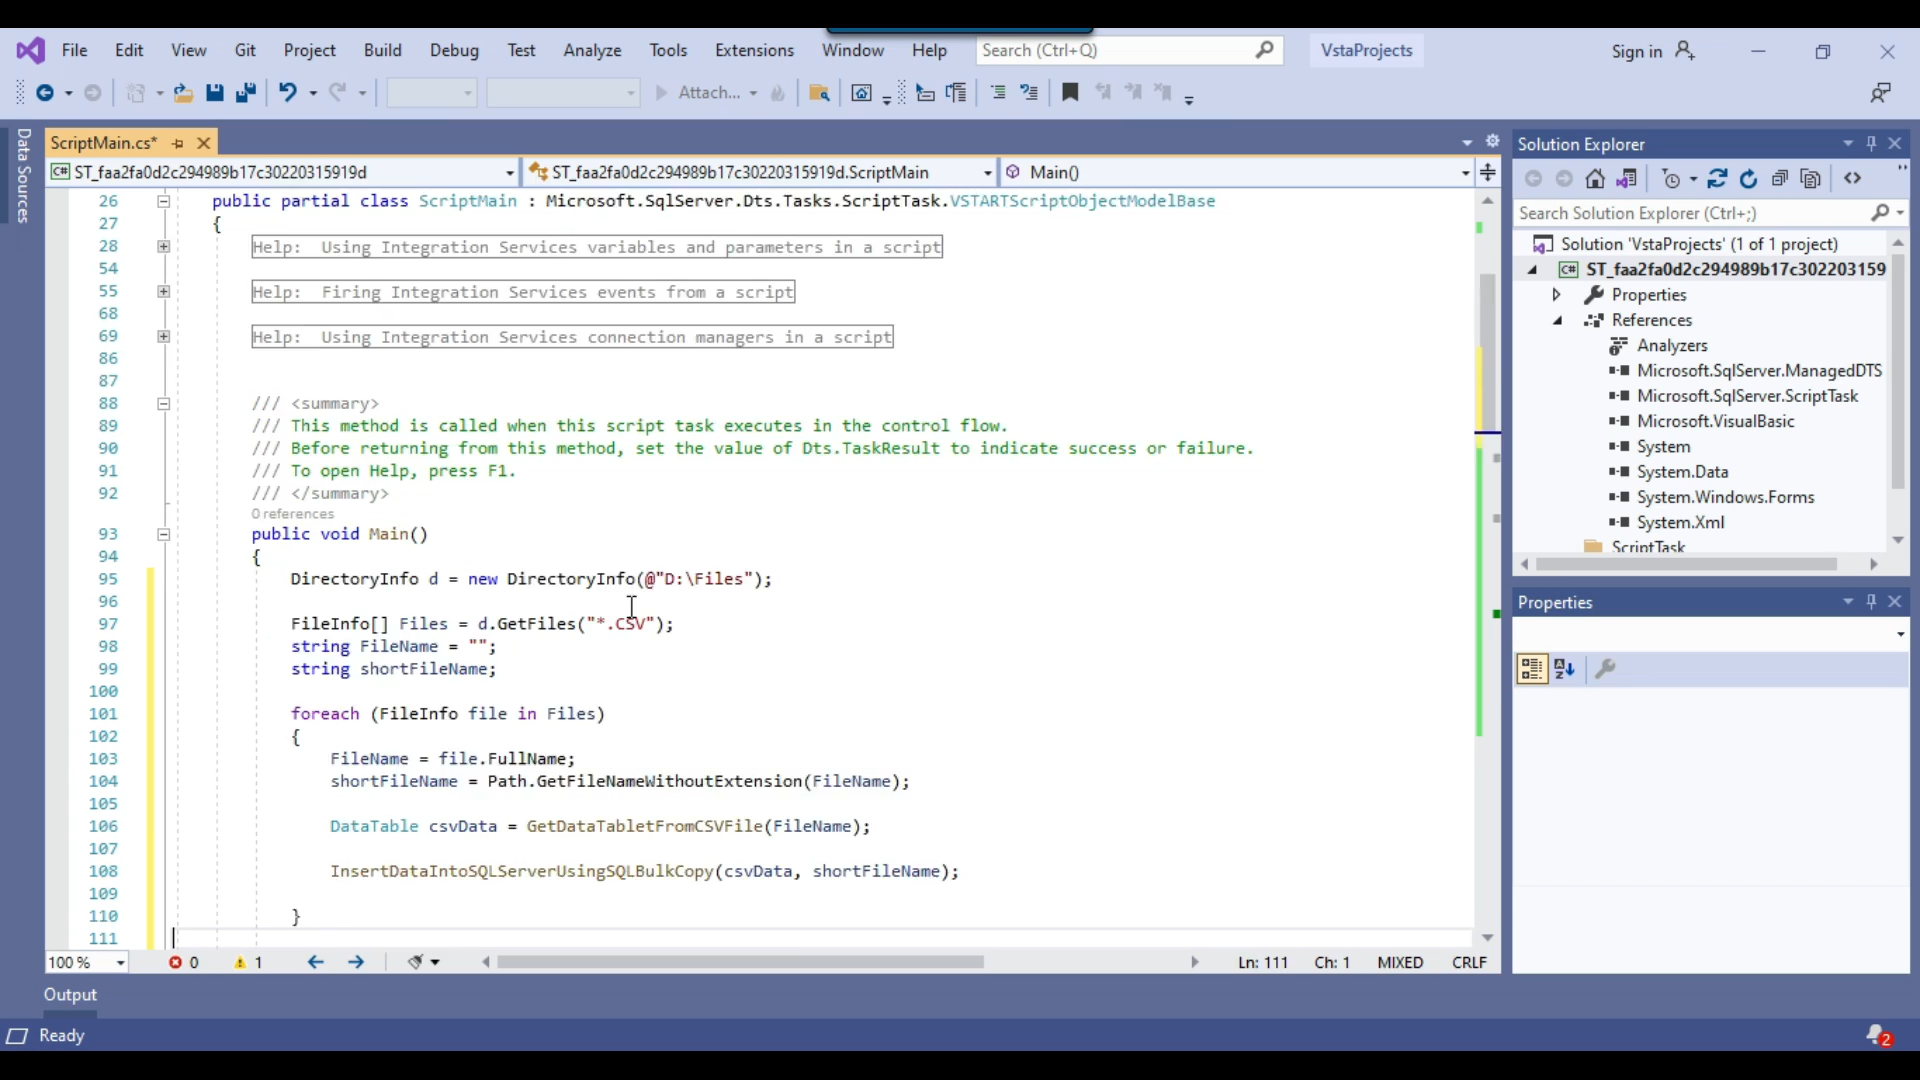 File Edit View Git Project Build Debug Test Analyze Tools Extensions Window Help Search (Ctrl+Q) VstaProjects Sign in
Attach...
Data Sources
ScriptMain.cs*
C# ST_faa2fa0d2c294989b17c30220315919d ST_faa2fa0d2c294989b17c30220315919d.ScriptMain Main()
26 public partial class ScriptMain : Microsoft.SqlServer.Dts.Tasks.ScriptTask.VSTARTScriptObjectModelBase
27 {
28 Help:  Using Integration Services variables and parameters in a script
54
55 Help:  Firing Integration Services events from a script
68
69 Help:  Using Integration Services connection managers in a script
86
87
88 /// <summary>
89 /// This method is called when this script task executes in the control flow.
90 /// Before returning from this method, set the value of Dts.TaskResult to indicate success or failure.
91 /// To open Help, press F1.
92 /// </summary>
0 references
93 public void Main()
94 {
95 DirectoryInfo d = new DirectoryInfo(@"D:\Files");
96
97 FileInfo[] Files = d.GetFiles("*.CSV");
98 string FileName = "";
99 string shortFileName;
100
101 foreach (FileInfo file in Files)
102 {
103 FileName = file.FullName;
104 shortFileName = Path.GetFileNameWithoutExtension(FileName);
105
106 DataTable csvData = GetDataTabletFromCSVFile(FileName);
107
108 InsertDataIntoSQLServerUsingSQLBulkCopy(csvData, shortFileName);
109
110 }
111
100 % 0 1 Ln: 111 Ch: 1 MIXED CRLF
Output
Ready
2
Solution Explorer
Search Solution Explorer (Ctrl+;)
Solution 'VstaProjects' (1 of 1 project)
C# ST_faa2fa0d2c294989b17c302203159
Properties
References
Analyzers
Microsoft.SqlServer.ManagedDTS
Microsoft.SqlServer.ScriptTask
Microsoft.VisualBasic
System
System.Data
System.Windows.Forms
System.Xml
ScriptTask
Properties